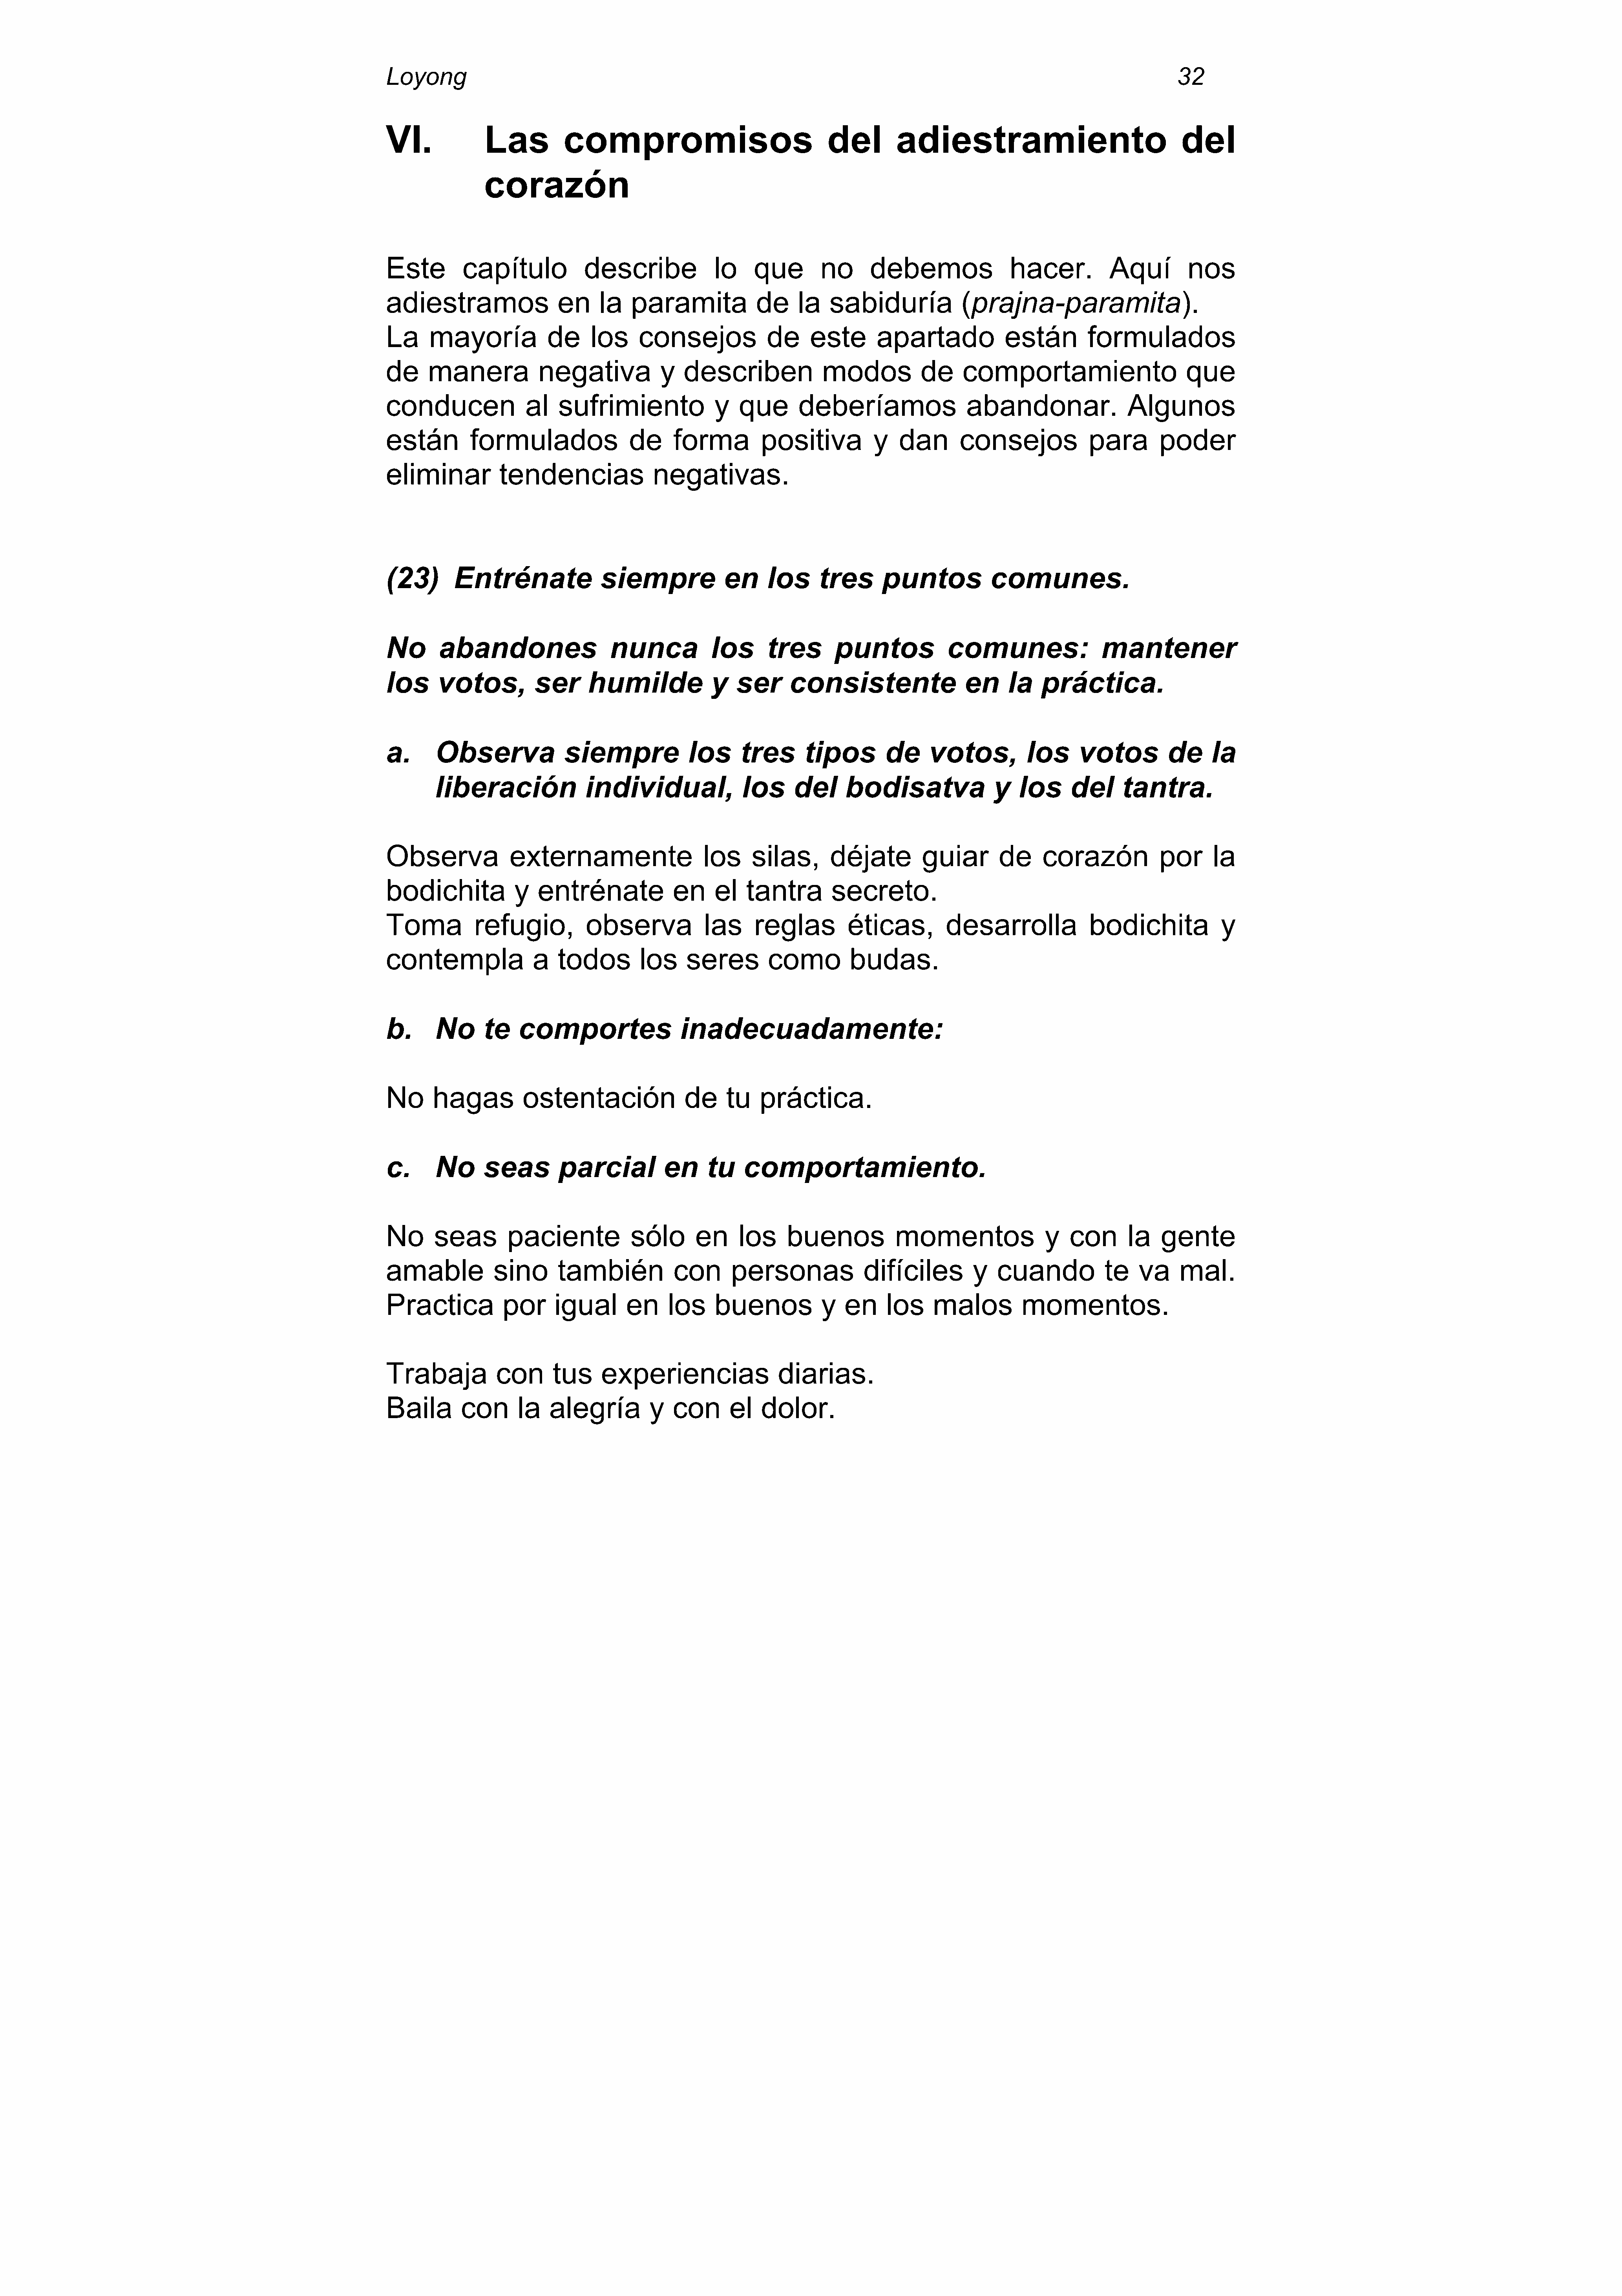 Loyong 32
VI. Las compromisos del adiestramiento del
corazón
Este capítulo describe lo que no debemos hacer. Aquí nos
adiestramos en la paramita de la sabiduría (prajna-paramita).
La mayoría de los consejos de este apartado están formulados
de manera negativa y describen modos de comportamiento que
conducen al sufrimiento y que deberíamos abandonar. Algunos
están formulados de forma positiva y dan consejos para poder
eliminar tendencias negativas.
(23) Entrénate siempre en los tres puntos comunes.
No abandones nunca los tres puntos comunes: mantener
los votos, ser humilde y ser consistente en la práctica.
a. Observa siempre los tres tipos de votos, los votos de la
liberación individual, los del bodisatva y los del tantra.
Observa externamente los silas, déjate guiar de corazón por la
bodichita y entrénate en el tantra secreto.
Toma refugio, observa las reglas éticas, desarrolla bodichita y
contempla a todos los seres como budas.
b. No te comportes inadecuadamente:
No hagas ostentación de tu práctica.
c. No seas parcial en tu comportamiento.
No seas paciente sólo en los buenos momentos y con la gente
amable sino también con personas difíciles y cuando te va mal.
Practica por igual en los buenos y en los malos momentos.
Trabaja con tus experiencias diarias.
Baila con la alegría y con el dolor.